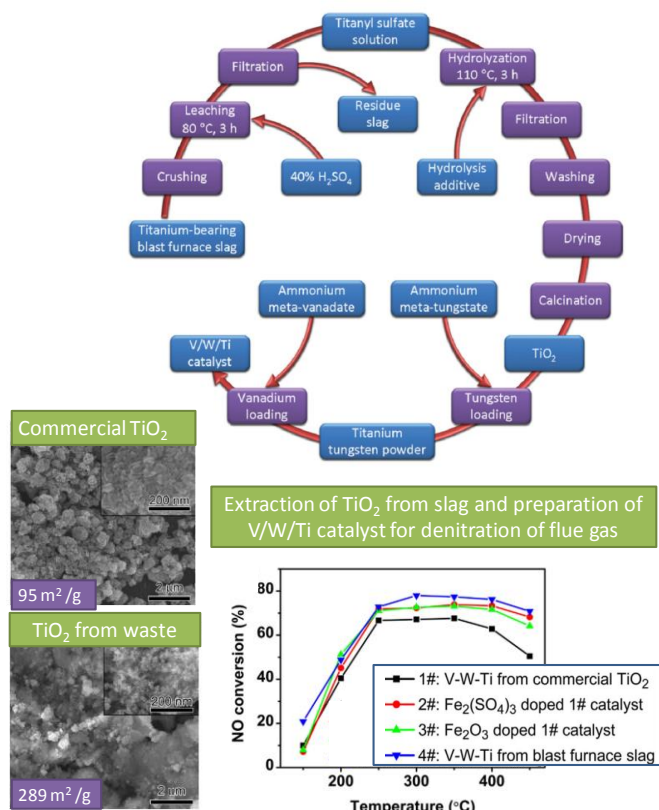 Titanyl sulfate
solution
Filtration
Hydrolyzation
110 °C, 3 h
Leaching
80 °C, 3 h
Residue
slag
Filtration
Crushing
40% H₂SO₄
Hydrolysis
additive
Washing
Titanium-bearing
blast furnace slag
Drying
Ammonium
meta-vanadate
Ammonium
meta-tungstate
Calcination
V/W/Ti
catalyst
TiO₂
Vanadium
loading
Tungsten
loading
Titanium
tungsten powder
Commercial TiO₂
200 nm
2 μm
95 m²/g
TiO₂ from waste
200 nm
2 μm
289 m²/g
Extraction of TiO₂ from slag and preparation of
V/W/Ti catalyst for denitration of flue gas
NO conversion (%)
80
60
40
20
0
1#: V-W-Ti from commercial TiO₂
2#: Fe₂(SO₄)₃ doped 1# catalyst
3#: Fe₂O₃ doped 1# catalyst
4#: V-W-Ti from blast furnace slag
200 300 400
Temperature (°C)